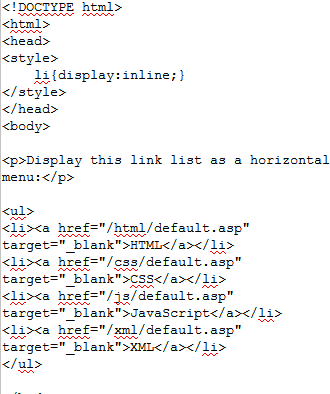 <!DOCTYPE html>
<html>
<head>
<style>
    li{display:inline;}
</style>
</head>
<body>
<p>Display this link list as a horizontal
menu:</p>
<ul>
<li><a href="/html/default.asp"
target="_blank">HTML</a></li>
<li><a href="/css/default.asp"
target="_blank">CSS</a></li>
<li><a href="/js/default.asp"
target="_blank">JavaScript</a></li>
<li><a href="/xml/default.asp"
target="_blank">XML</a></li>
</ul>